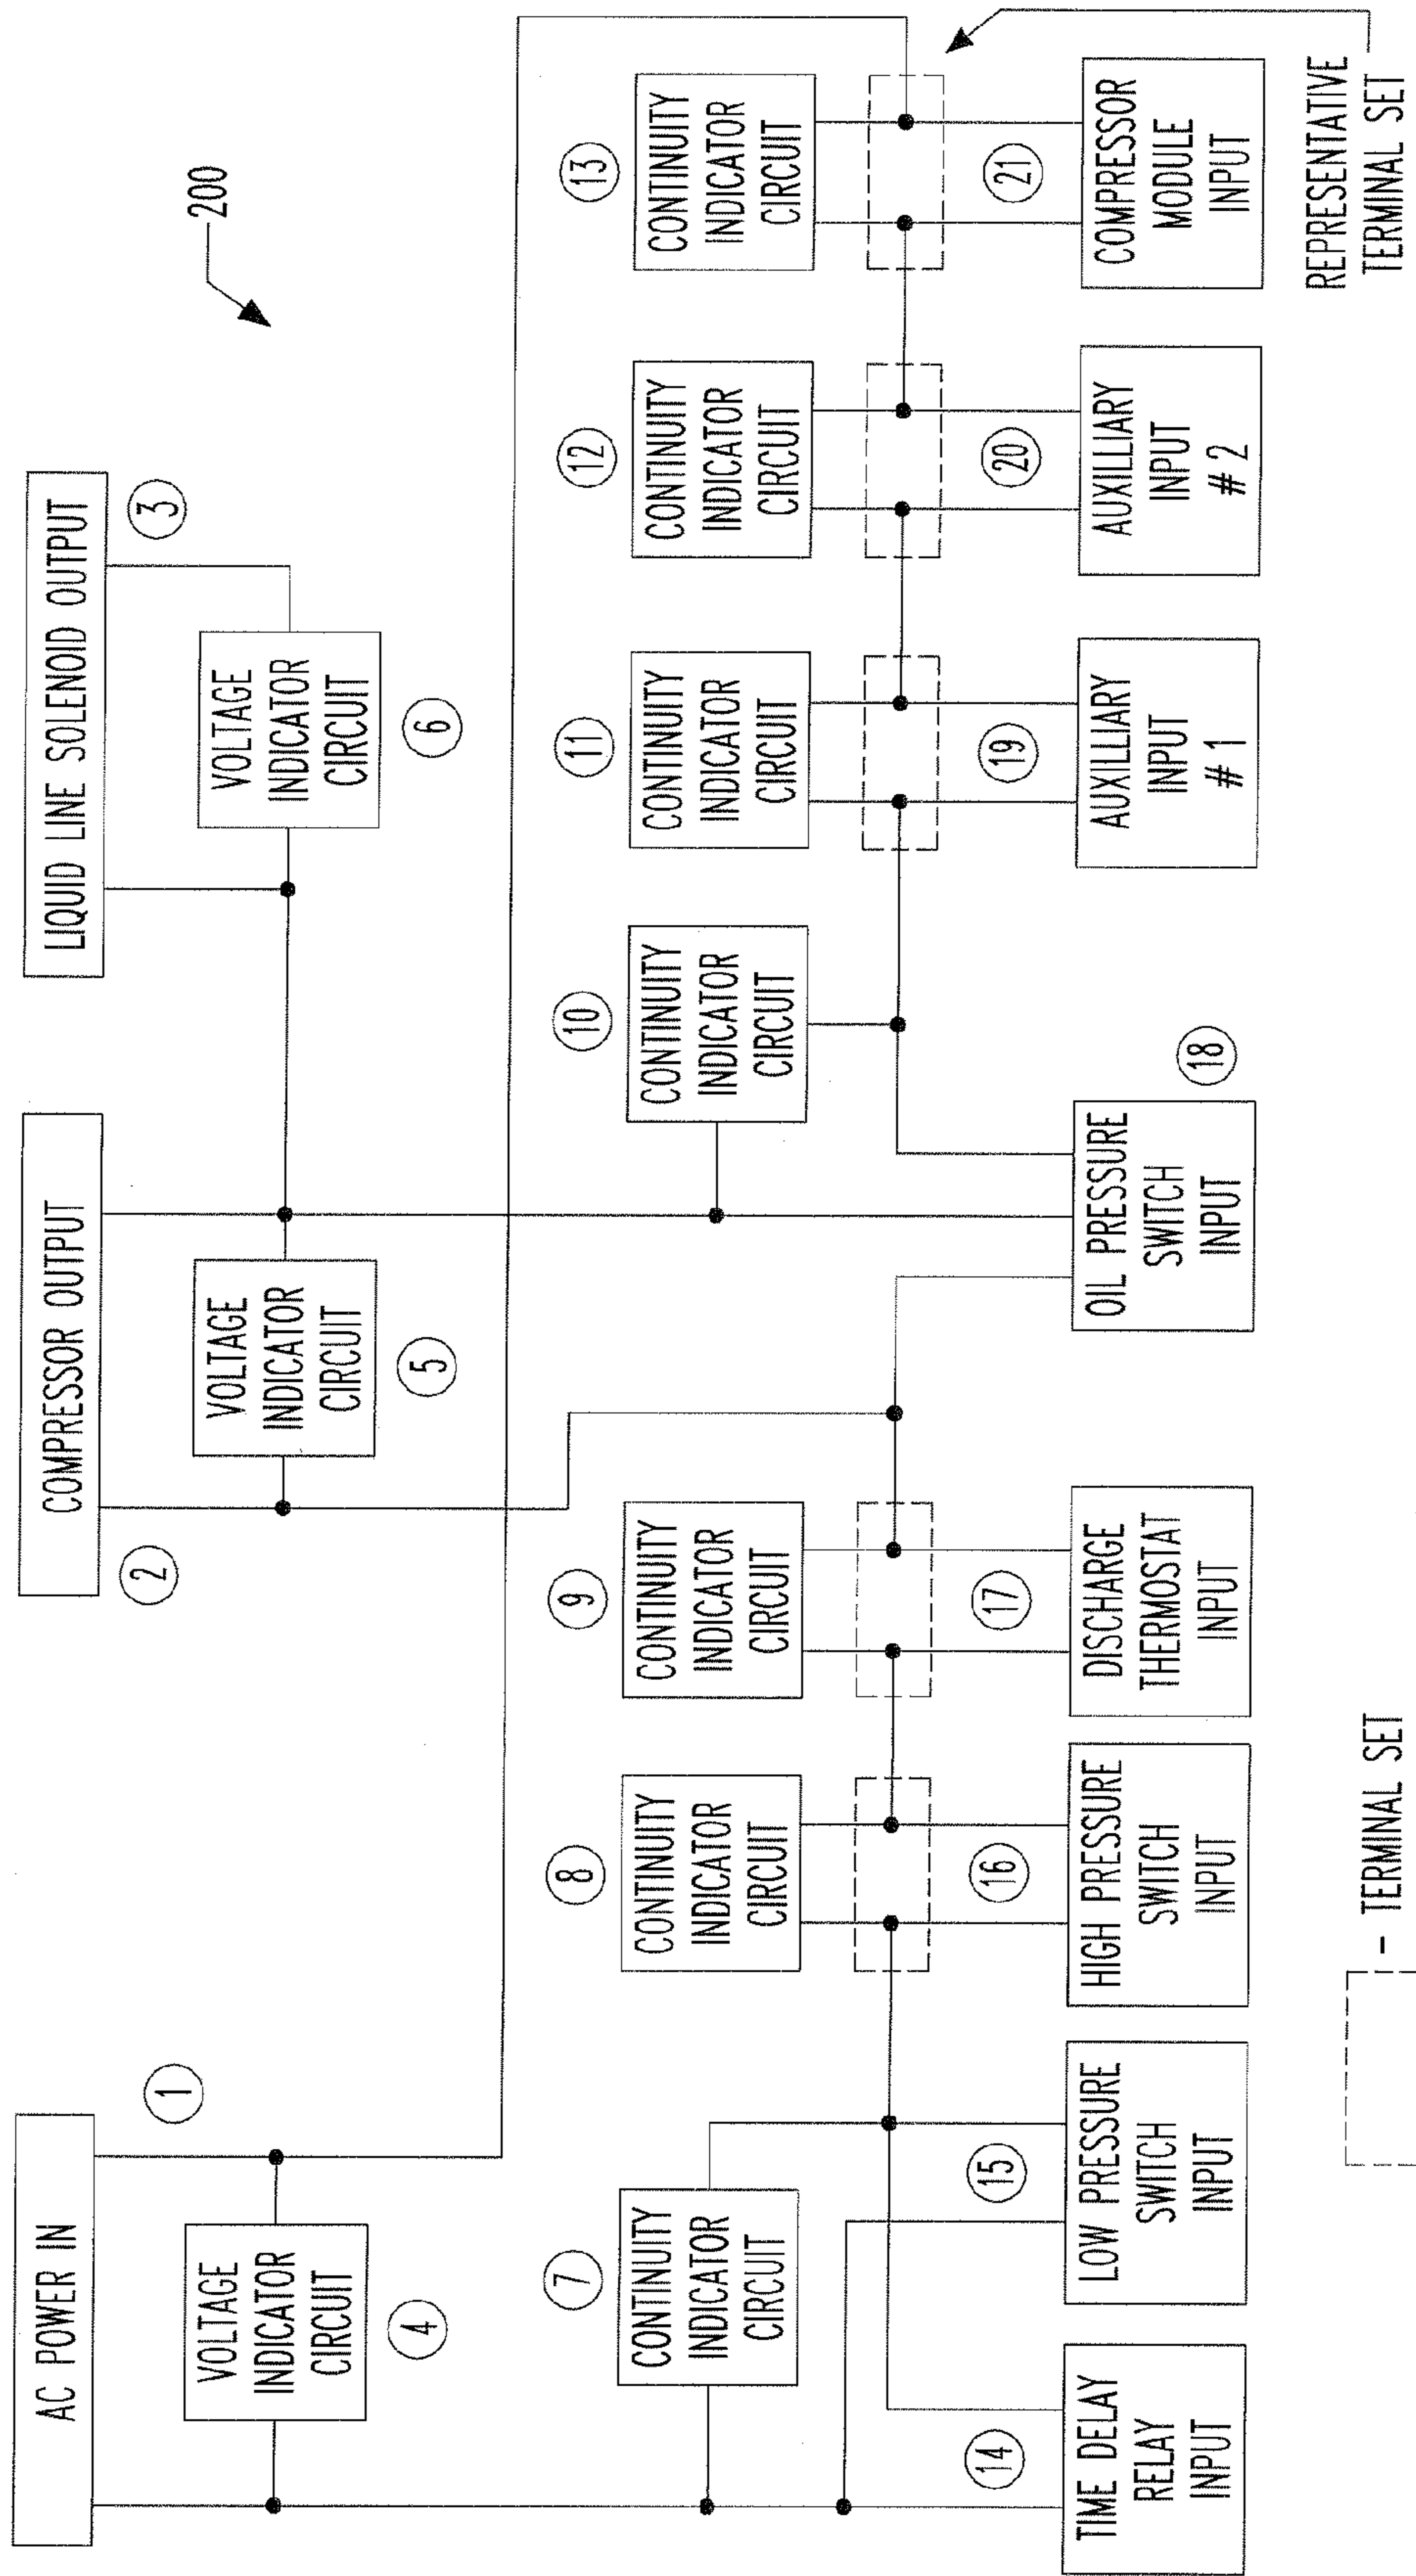 200
AC POWER IN
1
COMPRESSOR OUTPUT
2
LIQUID LINE SOLENOID OUTPUT
3
VOLTAGE
INDICATOR
CIRCUIT
4
VOLTAGE
INDICATOR
CIRCUIT
5
VOLTAGE
INDICATOR
CIRCUIT
6
7
CONTINUITY
INDICATOR
CIRCUIT
8
CONTINUITY
INDICATOR
CIRCUIT
9
CONTINUITY
INDICATOR
CIRCUIT
10
CONTINUITY
INDICATOR
CIRCUIT
11
CONTINUITY
INDICATOR
CIRCUIT
12
CONTINUITY
INDICATOR
CIRCUIT
13
CONTINUITY
INDICATOR
CIRCUIT
14
TIME DELAY
RELAY
INPUT
15
LOW PRESSURE
SWITCH
INPUT
16
HIGH PRESSURE
SWITCH
INPUT
17
DISCHARGE
THERMOSTAT
INPUT
18
OIL PRESSURE
SWITCH
INPUT
19
AUXILLIARY
INPUT
# 1
20
AUXILLIARY
INPUT
# 2
21
COMPRESSOR
MODULE
INPUT
REPRESENTATIVE
TERMINAL SET
- TERMINAL SET